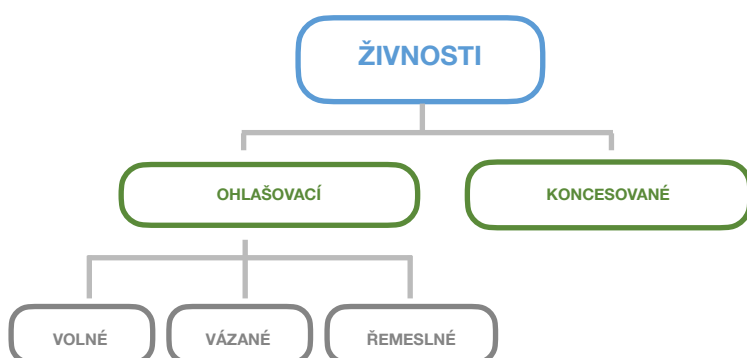 ŽIVNOSTI
OHLAŠOVACÍ
KONCESOVANÉ
VOLNÉ
VÁZANÉ
ŘEMESLNÉ